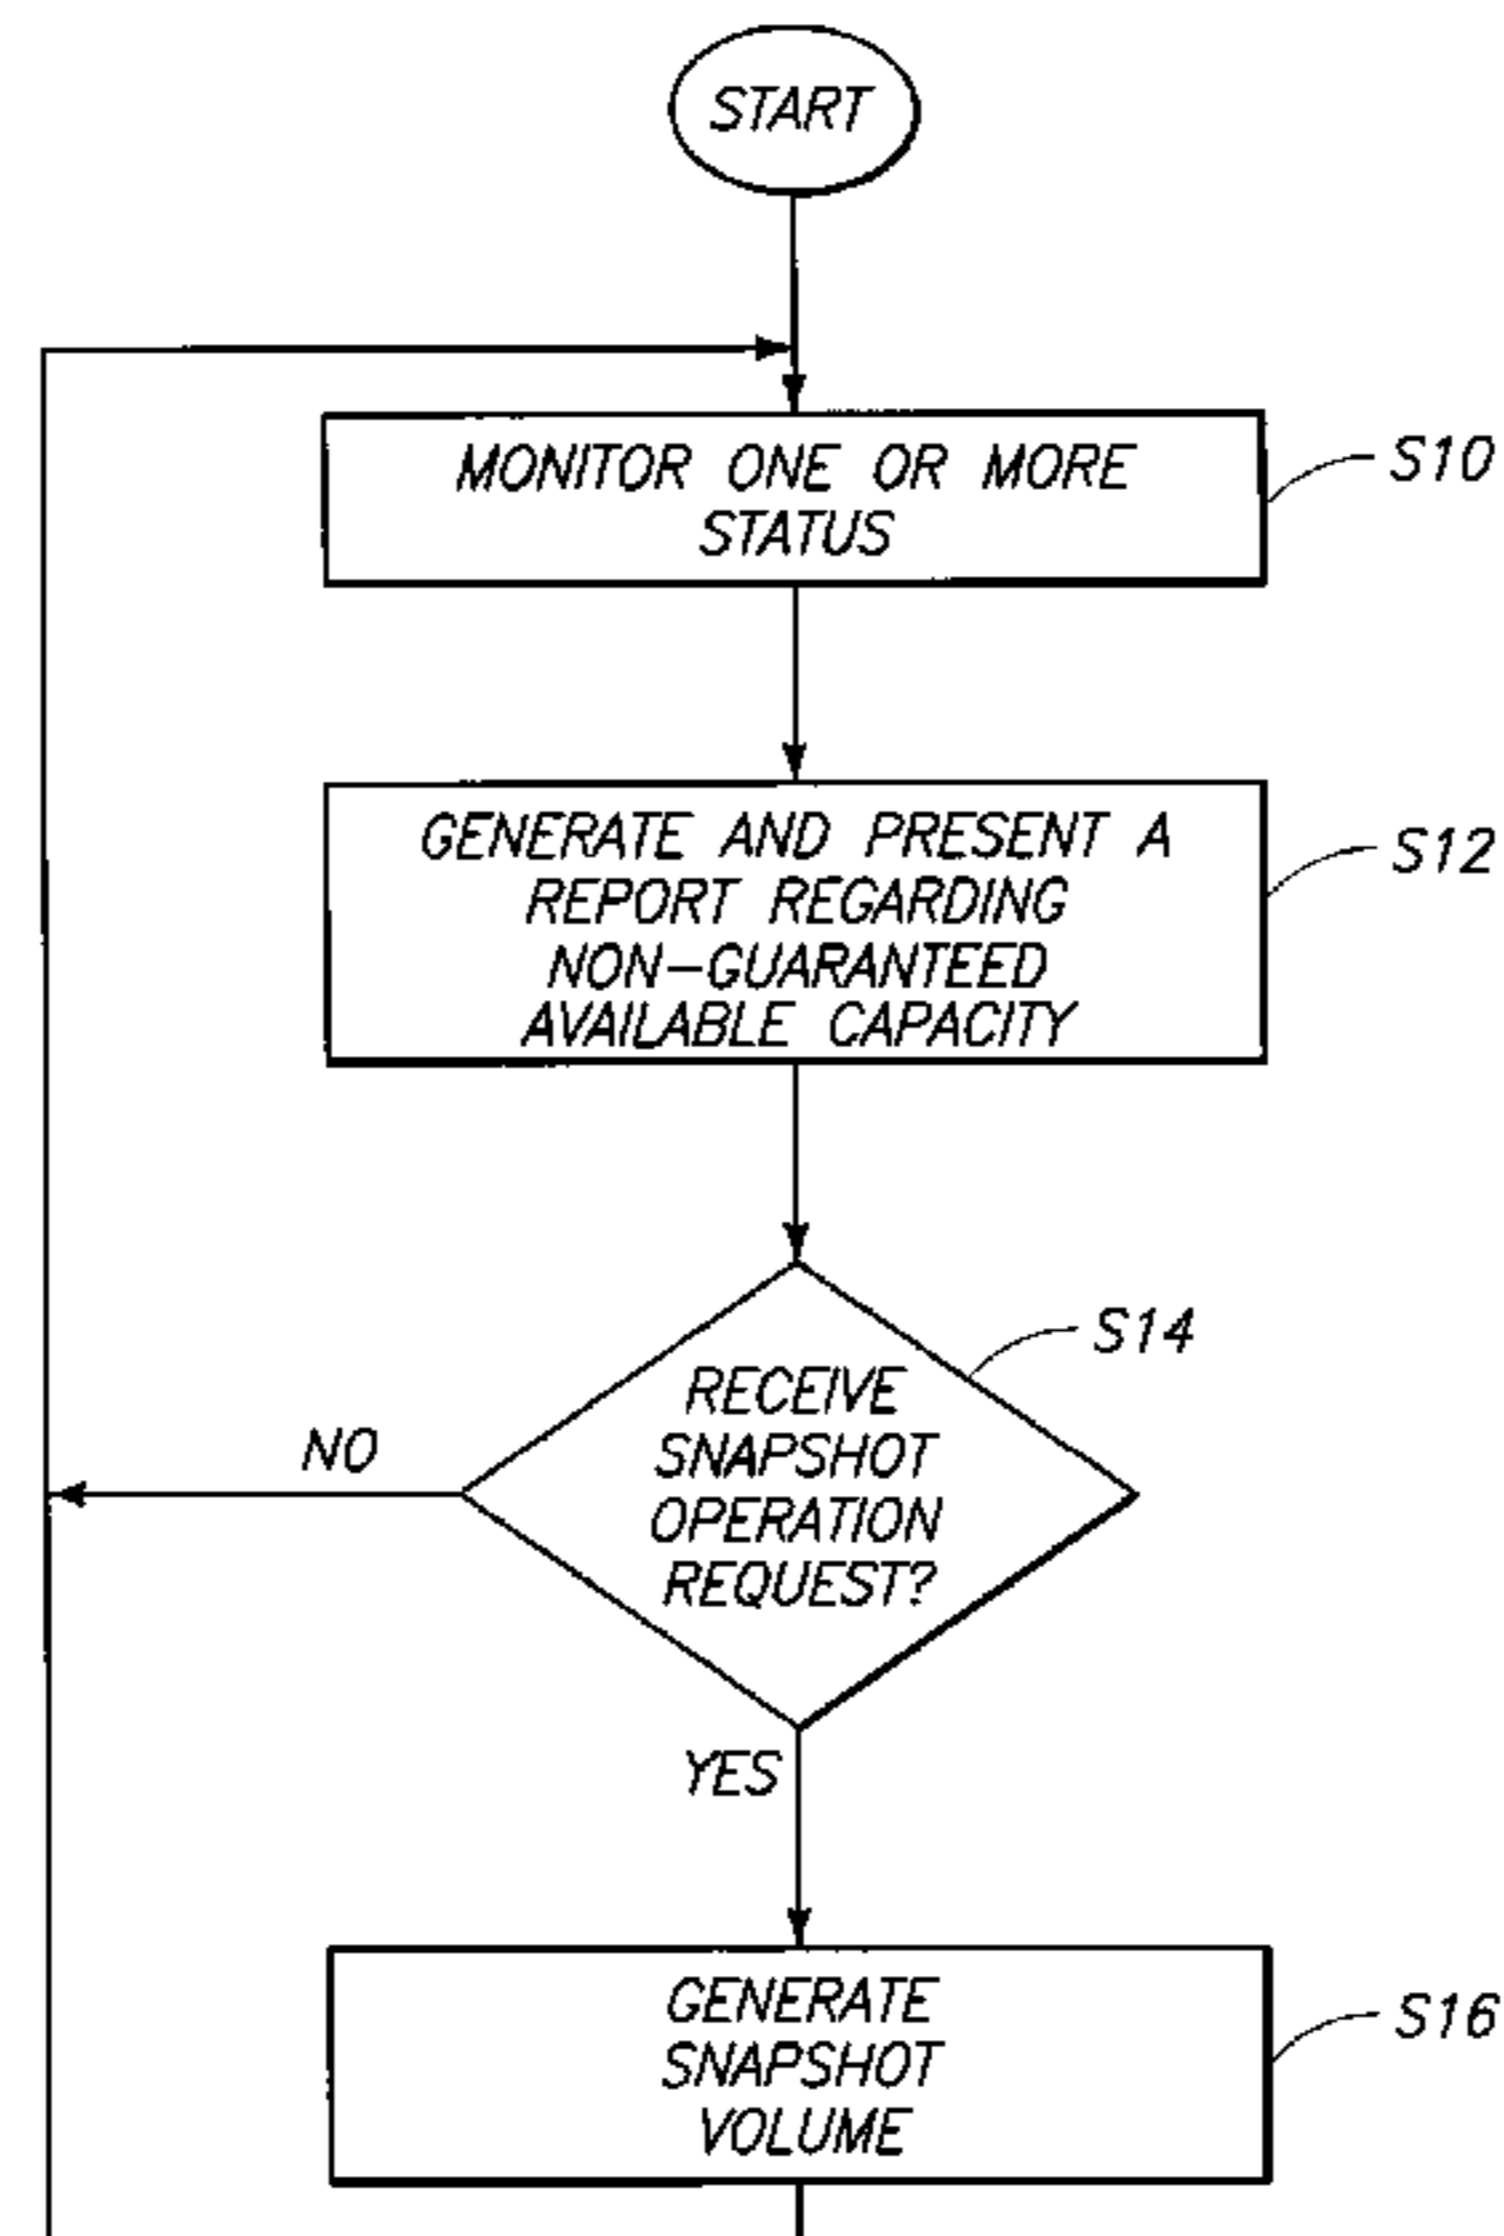 START
MONITOR ONE OR MORE
STATUS
S10
GENERATE AND PRESENT A
REPORT REGARDING
NON-GUARANTEED
AVAILABLE CAPACITY
S12
S14
RECEIVE
SNAPSHOT
OPERATION
REQUEST?
NO
YES
GENERATE
SNAPSHOT
VOLUME
S16